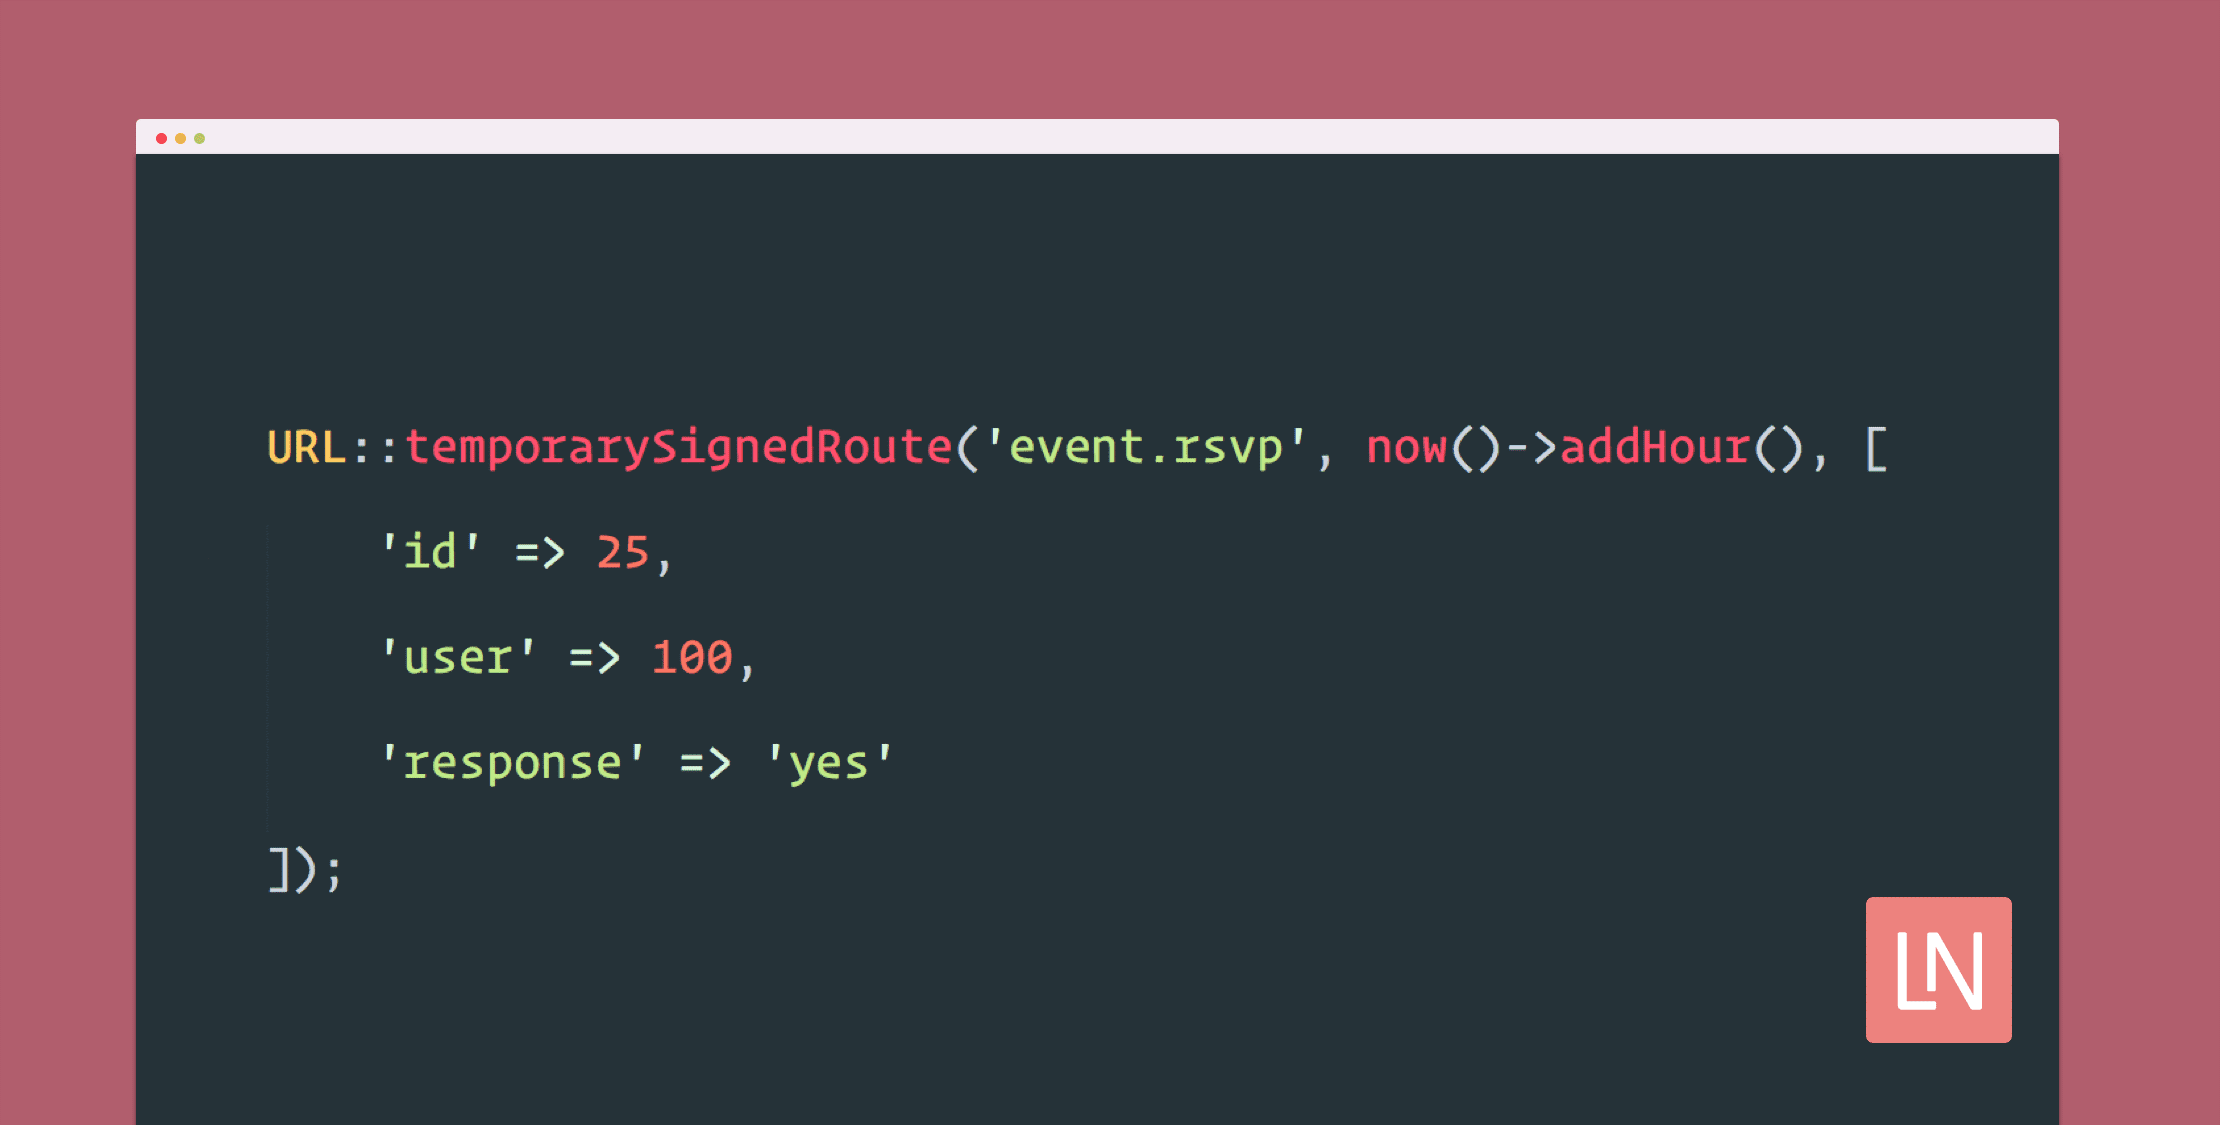 URL::temporarySignedRoute('event.rsvp', now()->addHour(), [
'id' => 25,
'user' => 100,
'response' => 'yes'
]);
LN